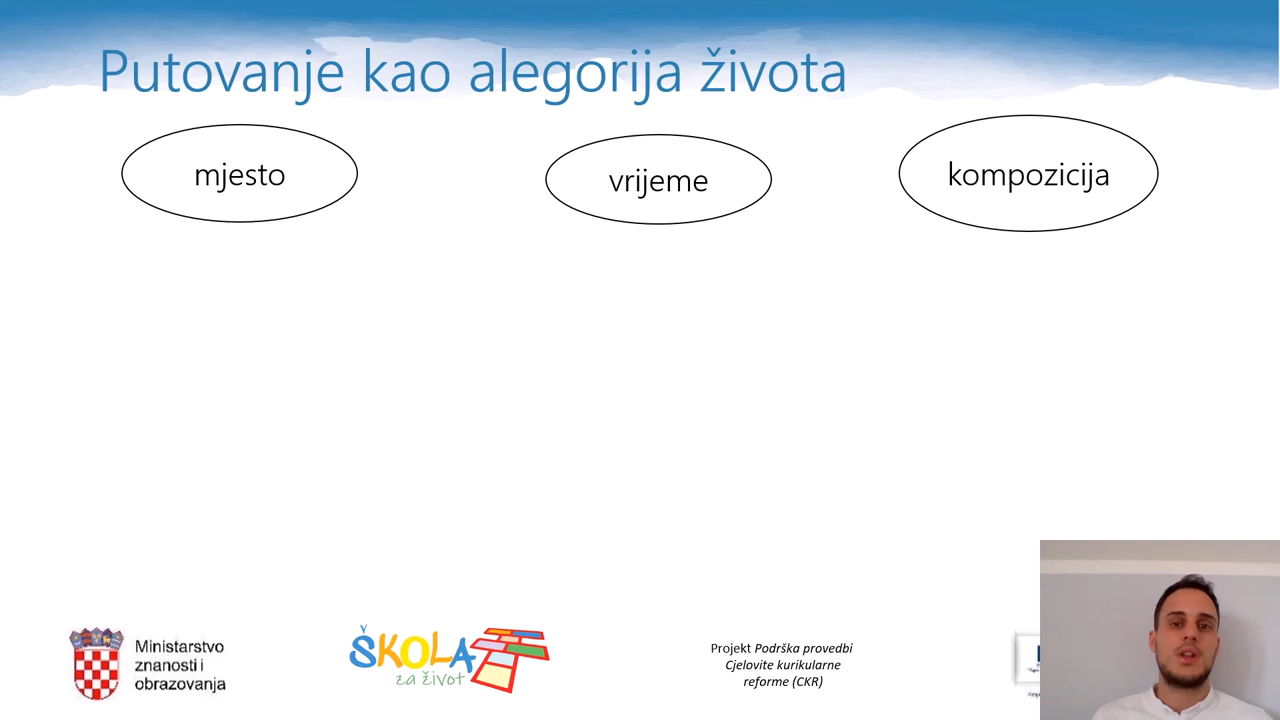 Putovanje kao alegorija života
mjesto
vrijeme
kompozicija
Ministarstvo
znanosti i
obrazovanja
ŠKOLA
za život
Projekt Podrška provedbi
Cjelovite kurikularne
reforme (CKR)